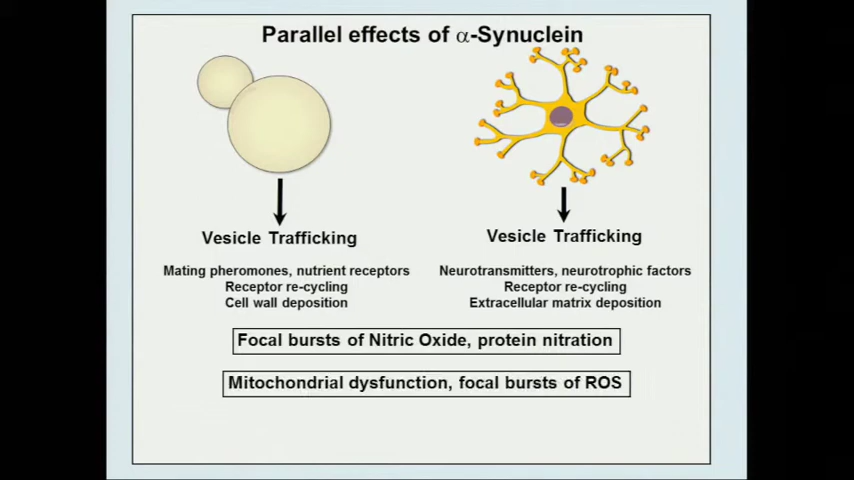 Parallel effects of α-Synuclein
Vesicle Trafficking
Mating pheromones, nutrient receptors
Receptor re-cycling
Cell wall deposition
Vesicle Trafficking
Neurotransmitters, neurotrophic factors
Receptor re-cycling
Extracellular matrix deposition
Focal bursts of Nitric Oxide, protein nitration
Mitochondrial dysfunction, focal bursts of ROS